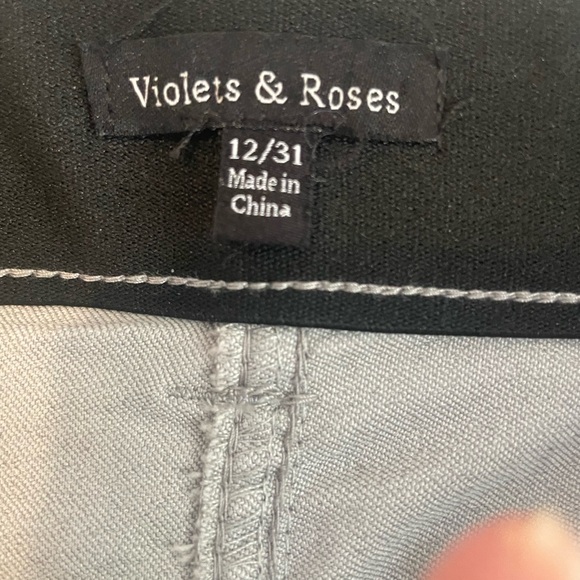 Violets & Roses
12/31
Made in
China